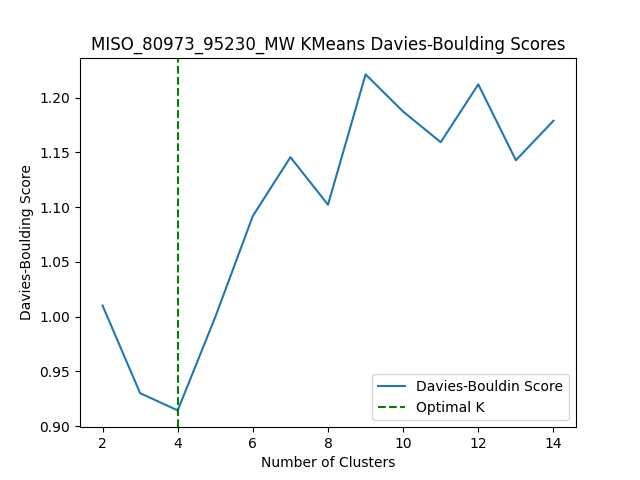 MISO_80973_95230_MW KMeans Davies-Boulding Scores
Davies-Boulding Score
1.20
1.15
1.10
1.05
1.00
0.95
0.90
Davies-Bouldin Score
Optimal K
2 4 6 8 10 12 14
Number of Clusters